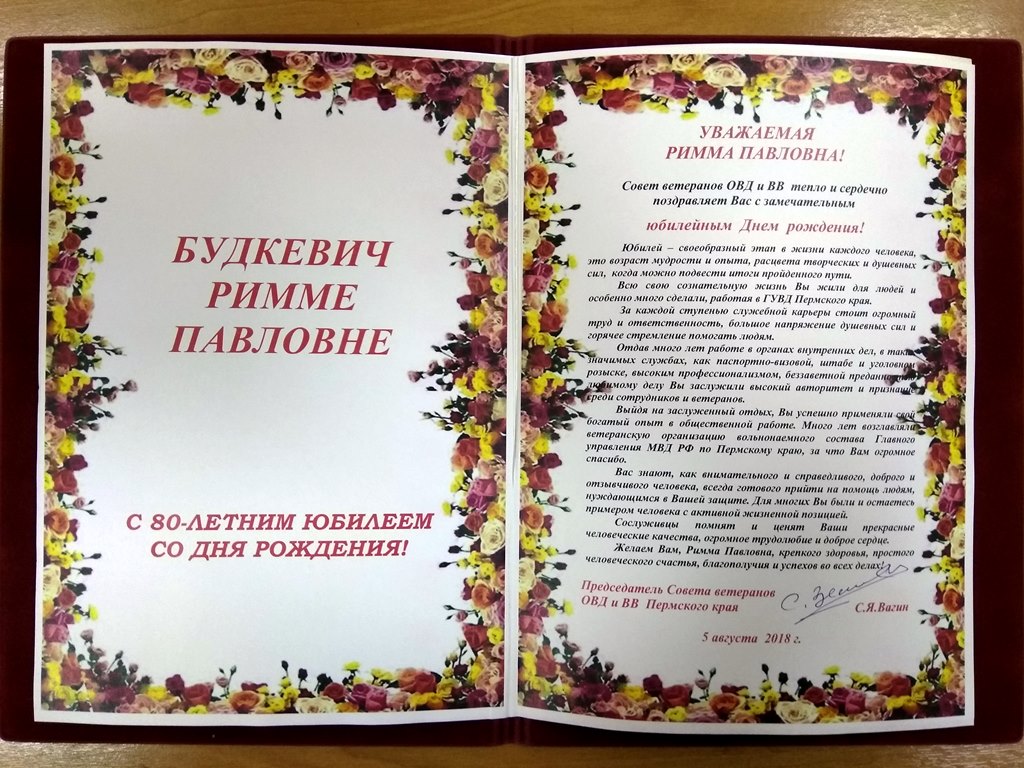 БУДКЕВИЧ
РИММЕ
ПАВЛОВНЕ
С 80-ЛЕТНИМ ЮБИЛЕЕМ
СО ДНЯ РОЖДЕНИЯ!
УВАЖАЕМАЯ
РИММА ПАВЛОВНА!
Совет ветеранов ОВД и ВВ тепло и сердечно
поздравляет Вас с замечательным
юбилейным Днем рождения!
Юбилей – своеобразный этап в жизни каждого человека,
это возраст мудрости и опыта, расцвета творческих и душевных
сил, когда можно подвести итоги пройденного пути.
Всю свою сознательную жизнь Вы жили для людей и
особенно много сделали, работая в ГУВД Пермского края.
За каждой ступенью служебной карьеры стоит огромный
труд и ответственность, большое напряжение душевных сил и
горячее стремление помогать людям.
Отдав много лет работе в органах внутренних дел, в таких
значимых службах, как паспортно-визовой, штабе и уголовном
розыске, высоким профессионализмом, беззаветной преданностью
любимому делу Вы заслужили высокий авторитет и признание
среди сотрудников и ветеранов.
Выйдя на заслуженный отдых, Вы успешно применяли свой
богатый опыт в общественной работе. Много лет возглавляли
ветеранскую организацию вольнонаемного состава Главного
управления МВД РФ по Пермскому краю, за что Вам огромное
спасибо.
Вас знают, как внимательного и справедливого, доброго и
отзывчивого человека, всегда готового прийти на помощь людям,
нуждающимся в Вашей защите. Для многих Вы были и остаетесь
примером человека с активной жизненной позицией.
Сослуживцы помнят и ценят Ваши прекрасные
человеческие качества, огромное трудолюбие и доброе сердце.
Желаем Вам, Римма Павловна, крепкого здоровья, простого
человеческого счастья, благополучия и успехов во всех делах!
Председатель Совета ветеранов
ОВД и ВВ Пермского края С.Я.Вагин
5 августа 2018 г.